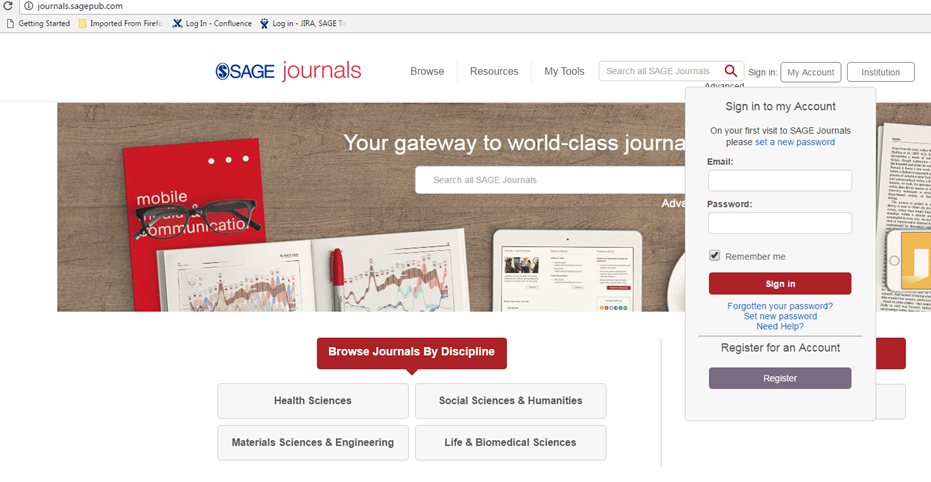 journals.sagepub.com
Getting Started
Imported From Firefo
Log In - Confluence
Log in - JIRA, SAGE Ta
SAGE journals
Browse
Resources
My Tools
Search all SAGE Journals
Sign in:
My Account
Institution
Advanced
Your gateway to world-class journa
Search all SAGE Journals
Adva
mobile
media &
communication
Sign in to my Account
On your first visit to SAGE Journals
please set a new password
Email:
Password:
Remember me
Sign in
Forgotten your password?
Set new password
Need Help?
Register for an Account
Register
Browse Journals By Discipline
Health Sciences
Social Sciences & Humanities
Materials Sciences & Engineering
Life & Biomedical Sciences